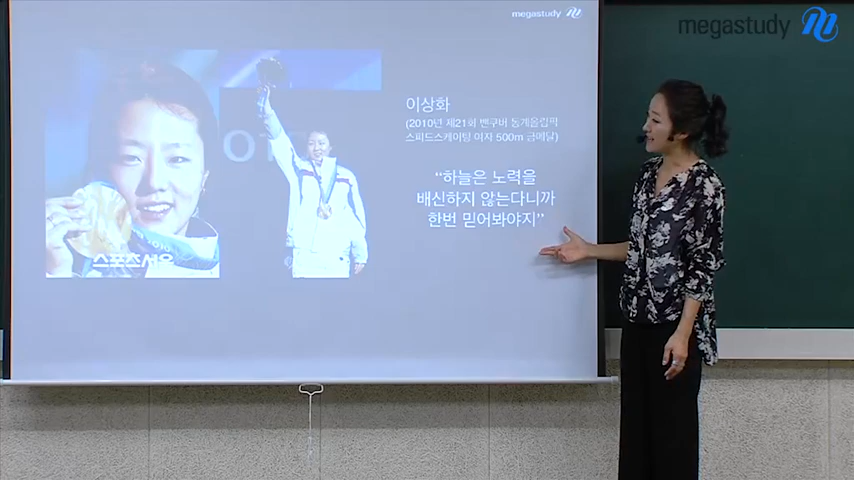 megastudy
megastudy
이상화
(2010년 제21회 밴쿠버 동계올림픽
스피드스케이팅 여자 500m 금메달)
“하늘은 노력을
배신하지 않는다니까
한번 믿어봐야지”
스포츠서울